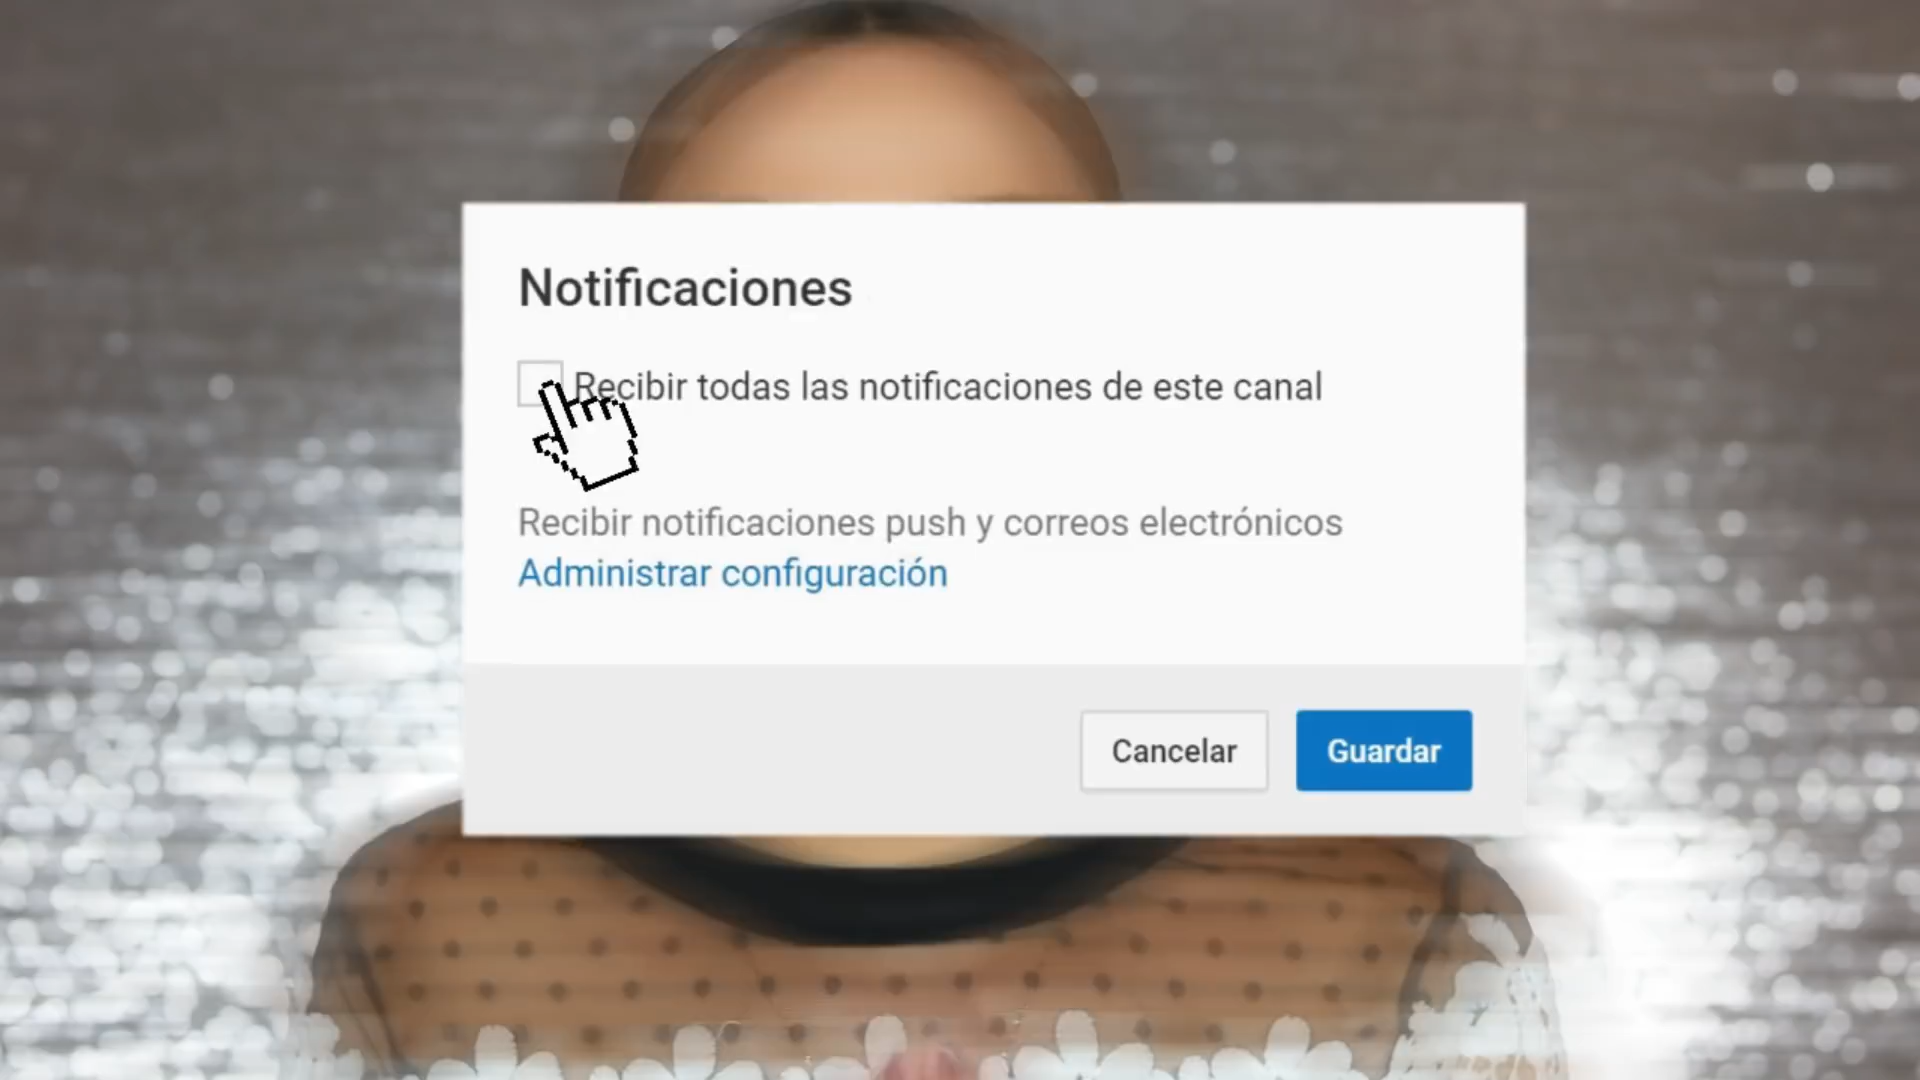 Notificaciones
Recibir todas las notificaciones de este canal
Recibir notificaciones push y correos electrónicos
Administrar configuración
Cancelar
Guardar